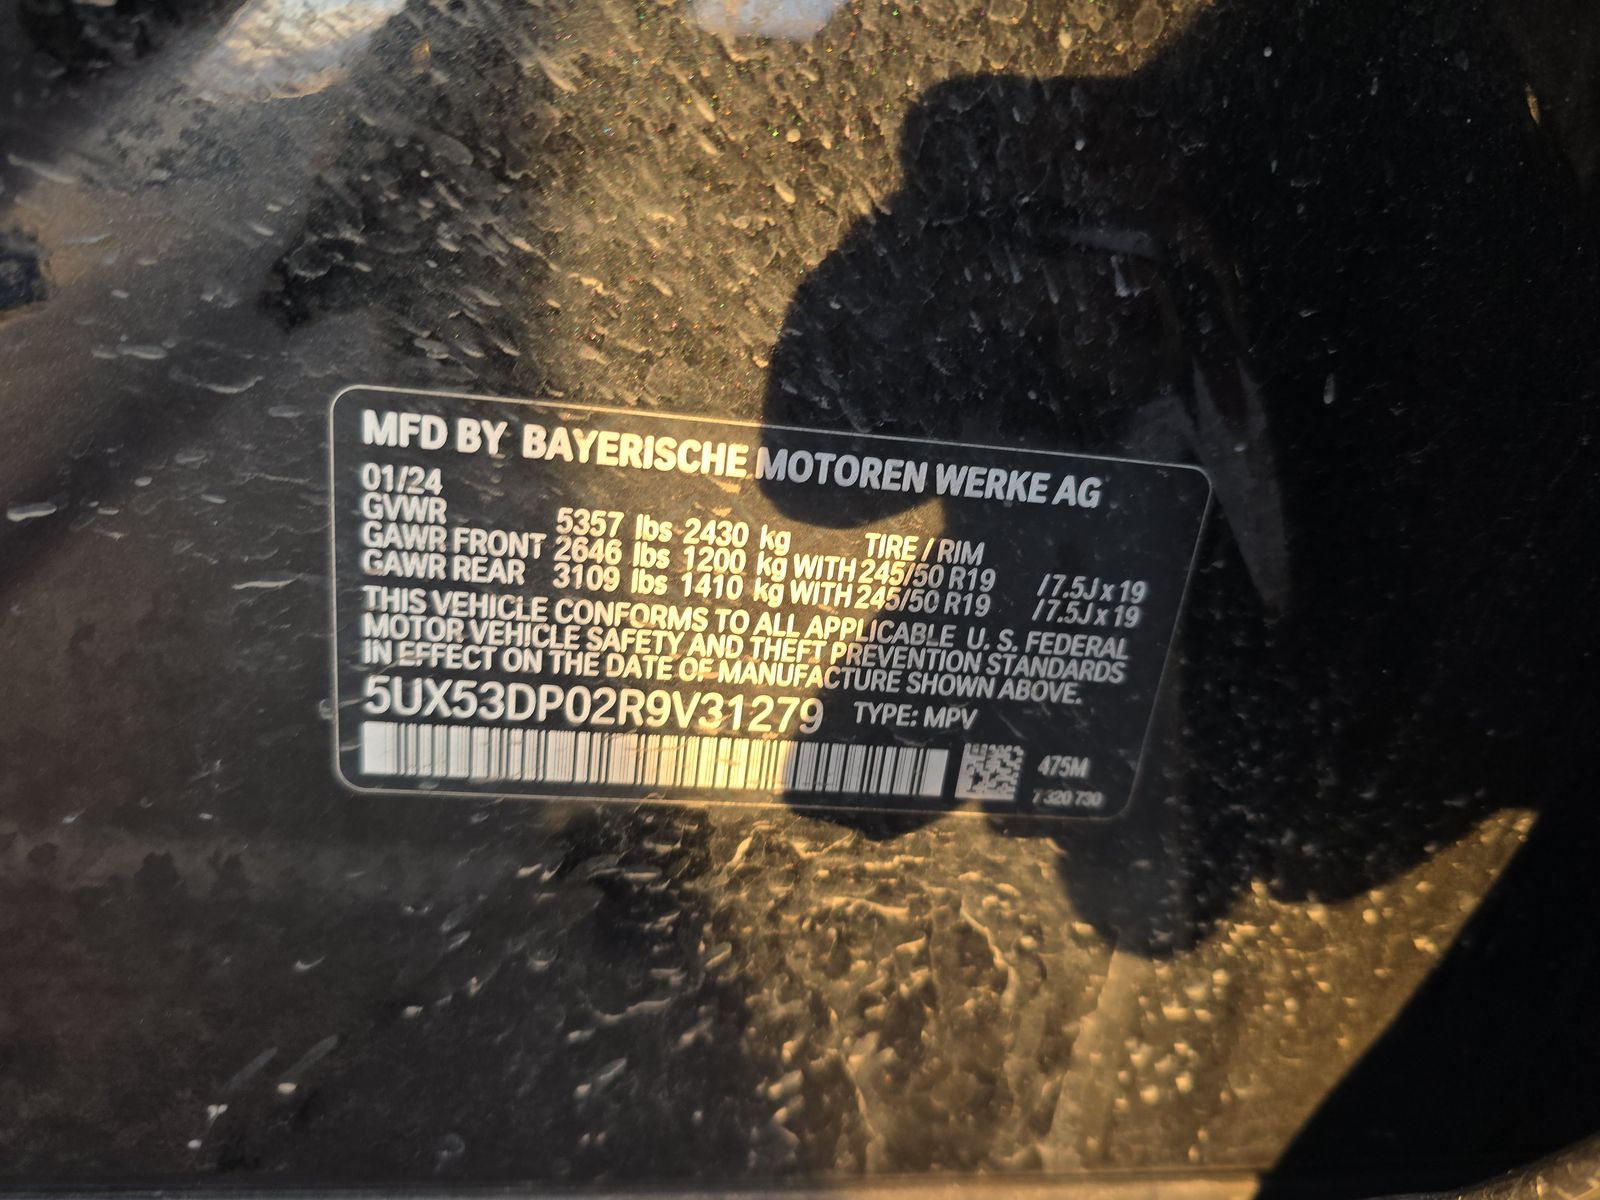 MFD BY BAYERISCHE MOTOREN WERKE AG
01/24
GVWR 5357 lbs 2430 kg TIRE / RIM
GAWR FRONT 2646 lbs 1200 kg WITH 245/50 R19 / 7.5J x 19
GAWR REAR 3109 lbs 1410 kg WITH 245/50 R19 / 7.5J x 19
THIS VEHICLE CONFORMS TO ALL APPLICABLE U. S. FEDERAL
MOTOR VEHICLE SAFETY AND THEFT PREVENTION STANDARDS
IN EFFECT ON THE DATE OF MANUFACTURE SHOWN ABOVE.
5UX53DP02R9V31279 TYPE: MPV
475M
7 320 730